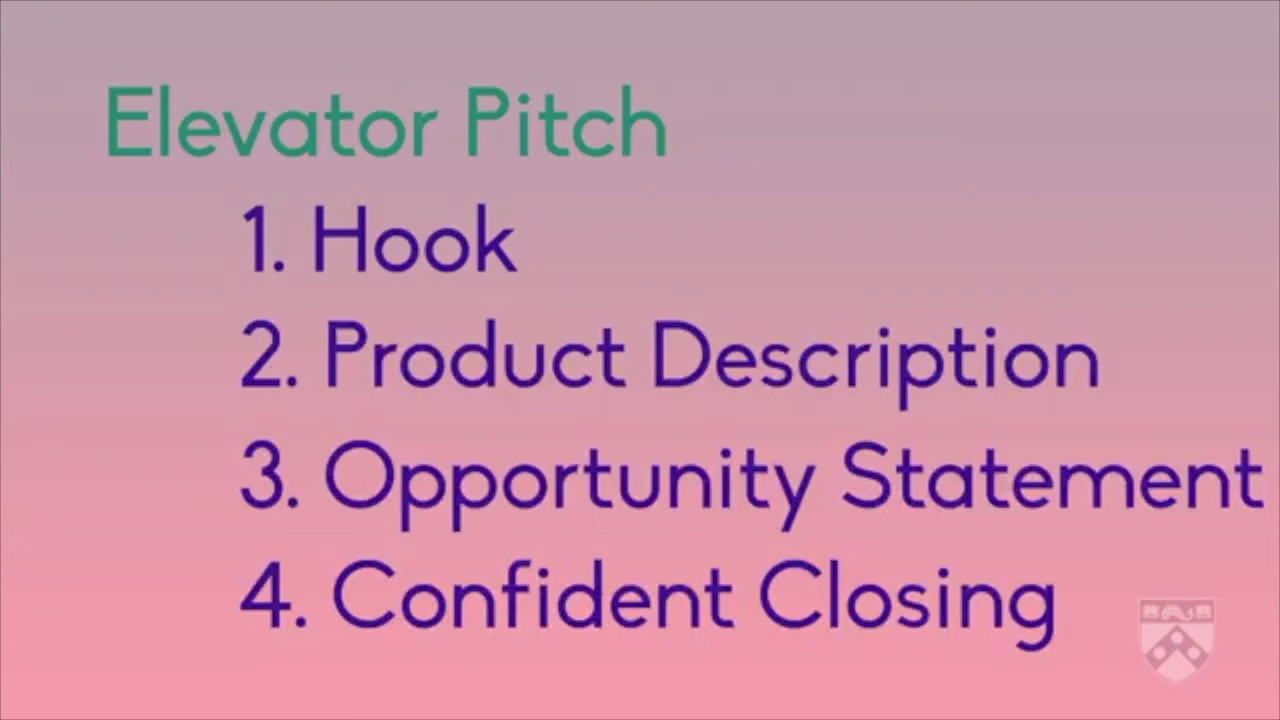 Elevator Pitch
1. Hook
2. Product Description
3. Opportunity Statement
4. Confident Closing